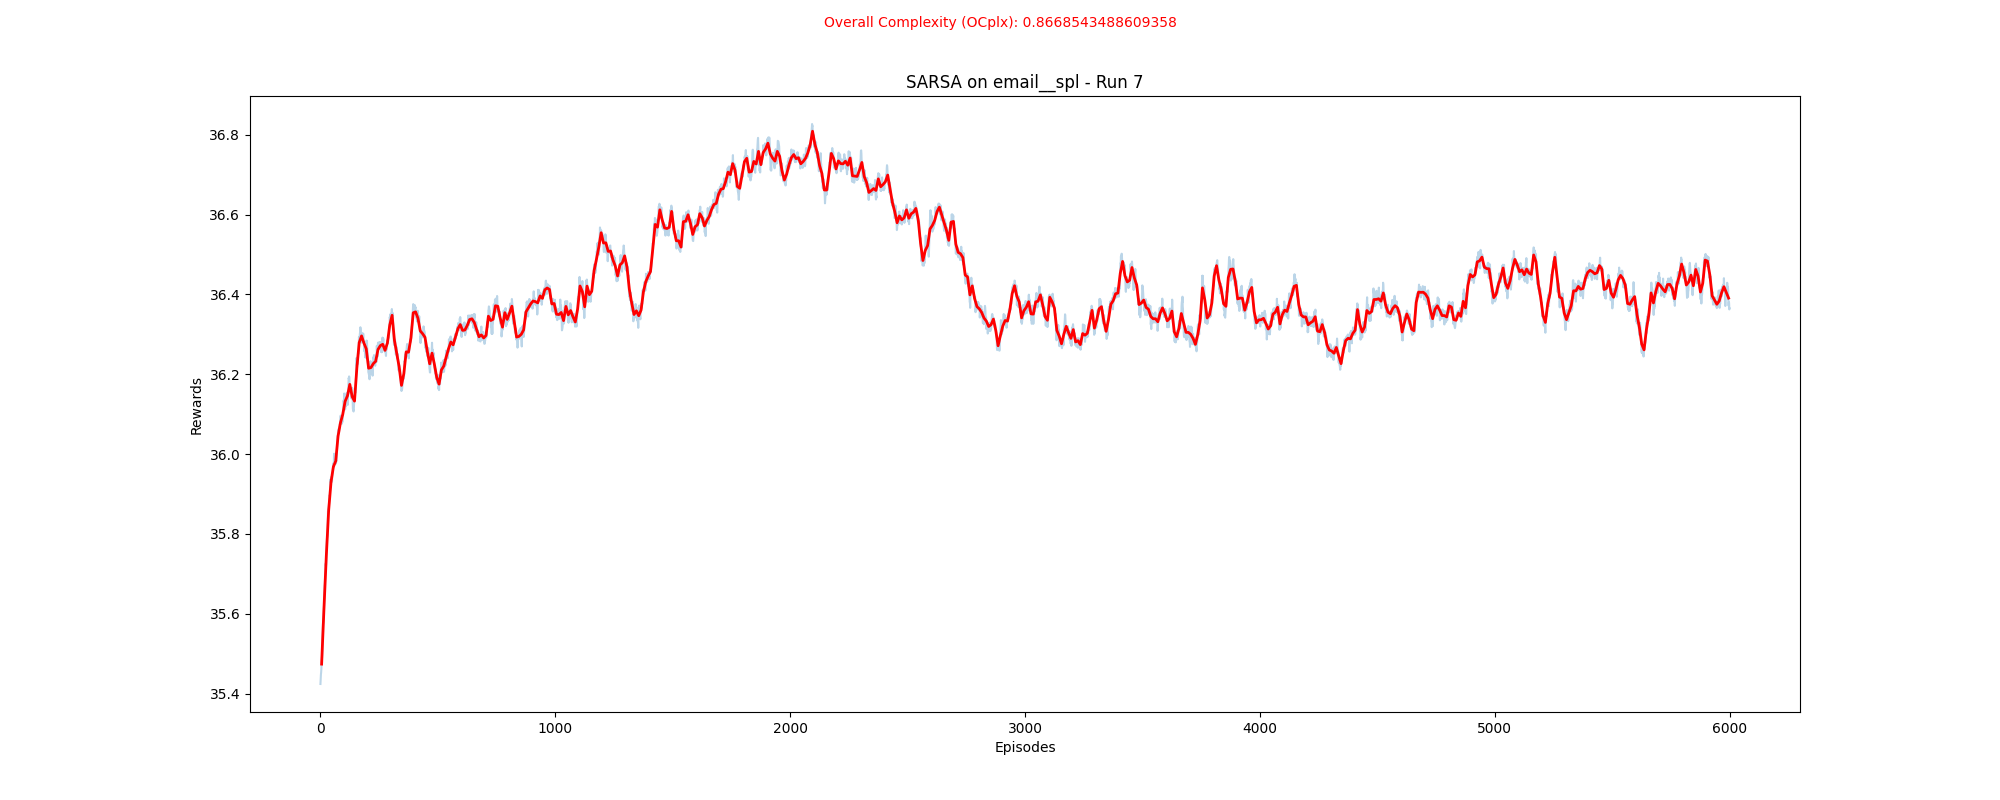 Overall Complexity (OCplx): 0.8668543488609358
SARSA on email__spl - Run 7
36.8
36.6
36.4
36.2
36.0
35.8
35.6
35.4
Rewards
0 1000 2000 3000 4000 5000 6000
Episodes